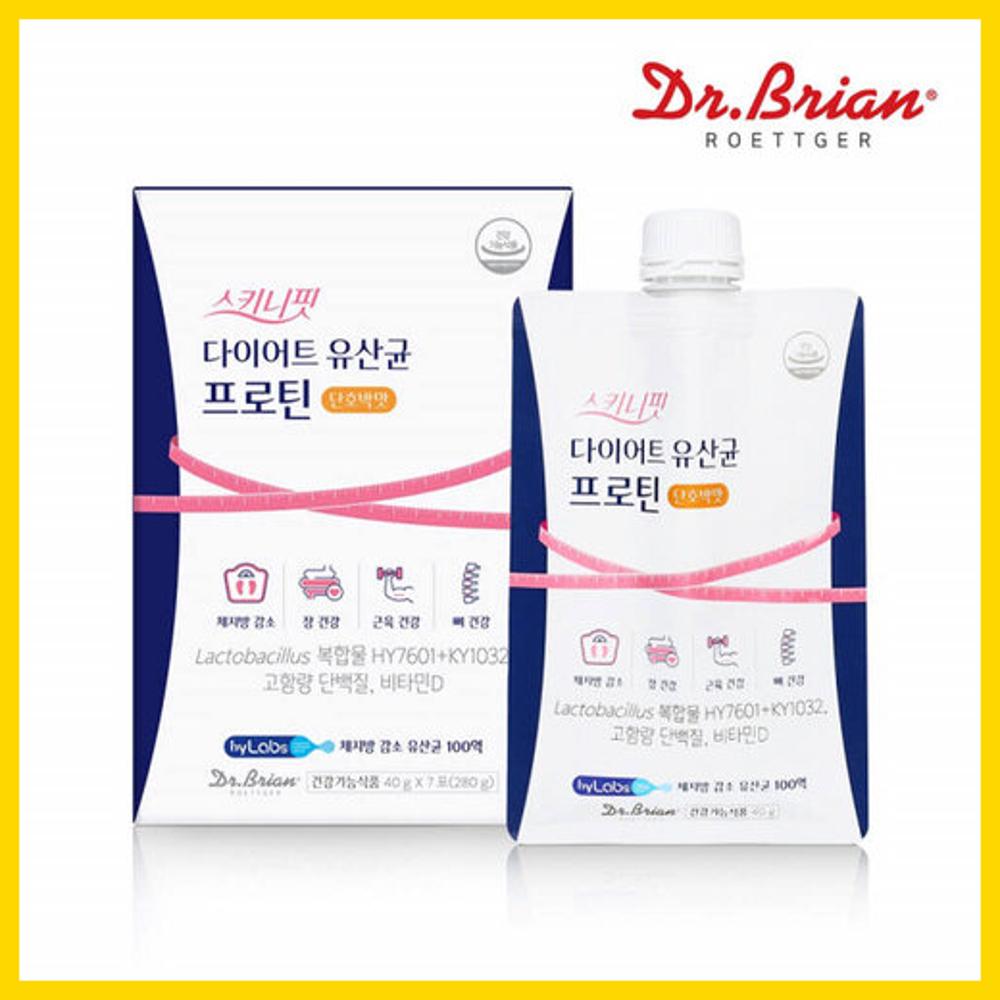 Dr.Brian®
ROETTGER
건강
기능식품
스키니핏
다이어트 유산균
프로틴 단호박맛
체지방 감소 장 건강 근육 건강 뼈 건강
Lactobacillus 복합물 HY7601+KY1032
고함량 단백질, 비타민D
hyLabs 체지방 감소 유산균 100억
Dr.Brian 건강기능식품 40 g X 7 포(280 g)
ROETTGER
스키니핏
다이어트 유산균
프로틴 단호박맛
체지방 감소 장 건강 근육 건강 뼈 건강
Lactobacillus 복합물 HY7601+KY1032,
고함량 단백질, 비타민D
hyLabs 체지방 감소 유산균 100억
Dr.Brian 건강기능식품 40 g